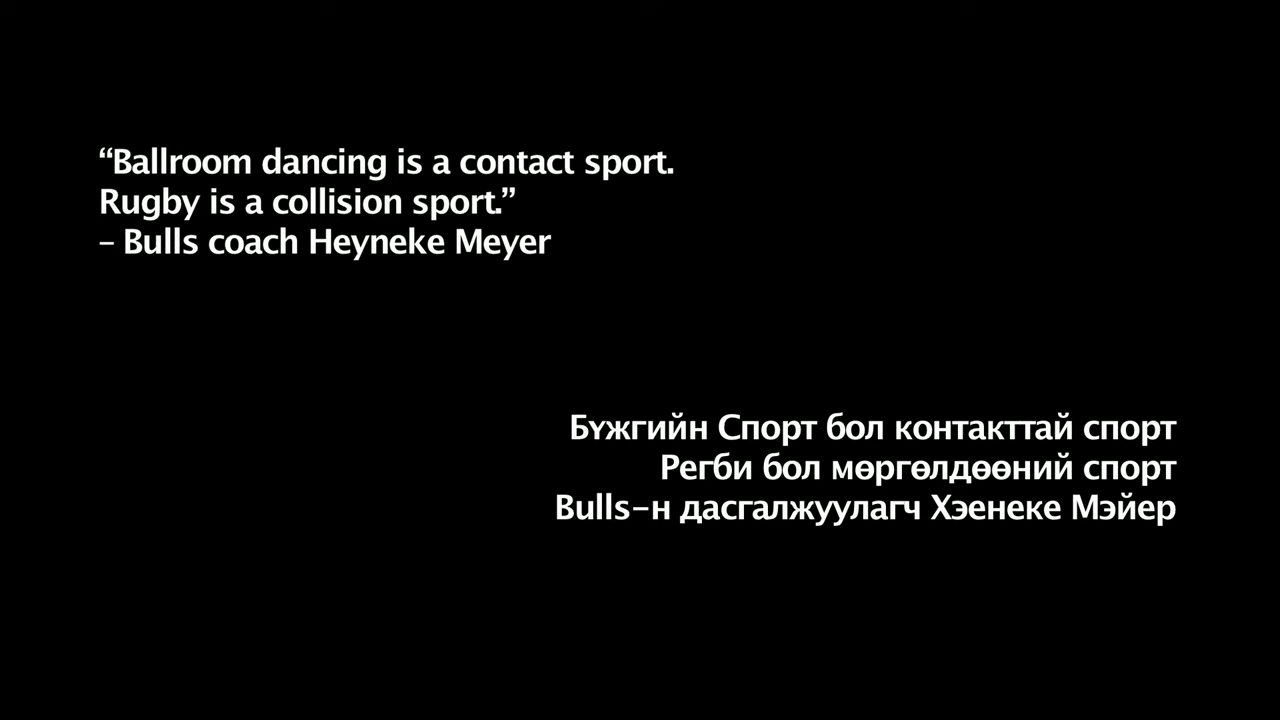 “Ballroom dancing is a contact sport.
Rugby is a collision sport.”
– Bulls coach Heyneke Meyer
Бүжгийн Спорт бол контакттай спорт
Регби бол мөргөлдөөний спорт
Bulls-н дасгалжуулагч Хэенеке Мэйер